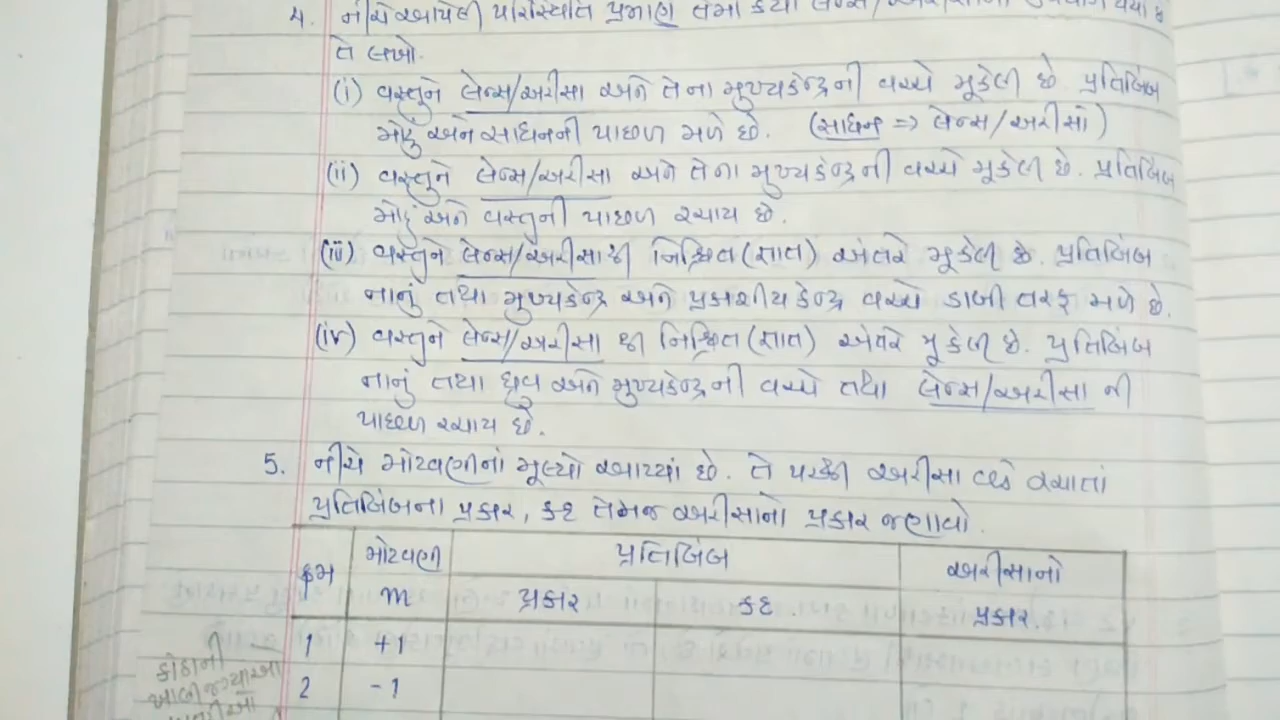 4. નીચે આપેલી પરિસ્થિતિ પ્રમાણે તેમાં કયા લેન્સ/અરીસાનો ઉપયોગ થયો છે
તે લખો.
(i) વસ્તુને લેન્સ/અરીસા અને તેના મુખ્યકેન્દ્રની વચ્ચે મૂકેલી છે. પ્રતિબિંબ
મોટું અને સાધનની પાછળ મળે છે. (સાધન => લેન્સ/અરીસો)
(ii) વસ્તુને લેન્સ/અરીસા અને તેના મુખ્યકેન્દ્રની વચ્ચે મૂકેલી છે. પ્રતિબિંબ
મોટું અને વસ્તુની પાછળ રચાય છે.
(iii) વસ્તુને લેન્સ/અરીસાથી નિશ્ચિત (સાત) અંતરે મૂકેલી છે. પ્રતિબિંબ
નાનું તથા મુખ્યકેન્દ્ર અને પ્રકાશીય કેન્દ્ર વચ્ચે ડાબી તરફ મળે છે.
(iv) વસ્તુને લેન્સ/અરીસા થી નિશ્ચિત (સાત) અંતરે મૂકેલી છે. પ્રતિબિંબ
નાનું તથા ધ્રુવ અને મુખ્યકેન્દ્રની વચ્ચે તથા લેન્સ/અરીસા ની
પાછળ રચાય છે.
5. નીચે મોટવણીનાં મૂલ્યો આપ્યાં છે. તે પરથી અરીસા વડે રચાતાં
પ્રતિબિંબના પ્રકાર, કદ તેમજ અરીસાનો પ્રકાર જણાવો.
ક્રમ મોટવણી પ્રતિબિંબ અરીસાનો
m પ્રકાર કદ. પ્રકાર.
1 +1
2 -1
કોઠાની
ખાલી જગ્યાઓ